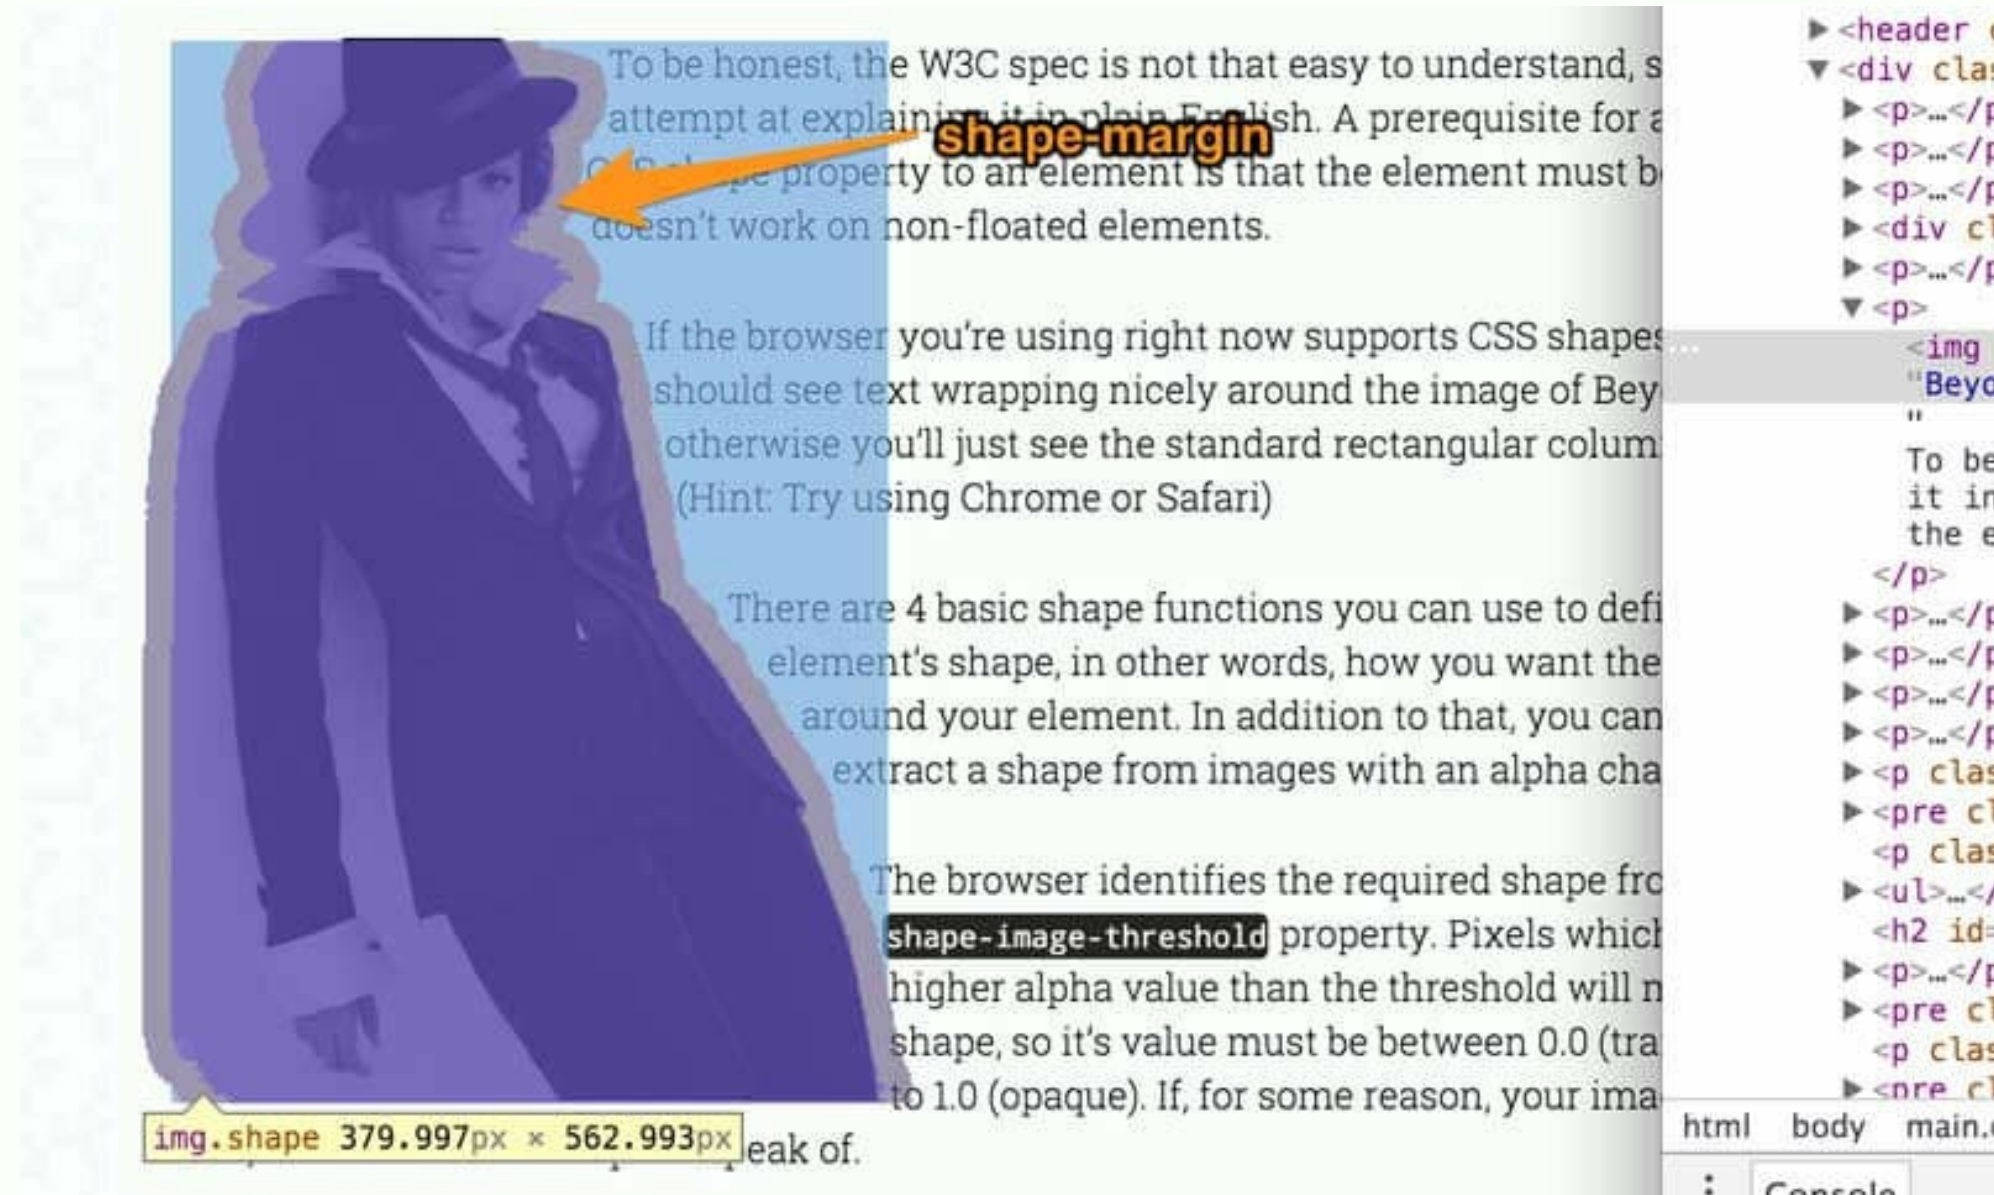 To be honest, the W3C spec is not that easy to understand, s
attempt at explaining it in plain English. A prerequisite for a
shape-margin
CSS shape property to an element is that the element must be
doesn't work on non-floated elements.
If the browser you're using right now supports CSS shapes
should see text wrapping nicely around the image of Bey
otherwise you'll just see the standard rectangular colum
(Hint: Try using Chrome or Safari)
There are 4 basic shape functions you can use to defi
element's shape, in other words, how you want the
around your element. In addition to that, you can
extract a shape from images with an alpha cha
The browser identifies the required shape fro
shape-image-threshold property. Pixels which
higher alpha value than the threshold will n
shape, so it's value must be between 0.0 (tra
to 1.0 (opaque). If, for some reason, your ima
eak of.
img.shape 379.997px × 562.993px
▶<header
▼<div clas
▶<p>…</p
▶<p>…</p
▶<p>…</p
▶<div cl
▶<p>…</p
▼<p>
<img
"Beyo
"
To be
it in
the e
</p>
▶<p>…</p
▶<p>…</p
▶<p>…</p
▶<p>…</p
▶<p clas
▶<pre cl
<p clas
▶<ul>…</
<h2 id=
▶<p>…</p
▶<pre cl
<p clas
▶<pre cl
html body main.
Console